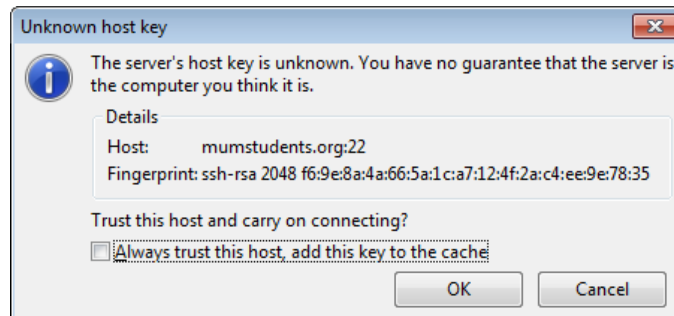 Unknown host key
The server's host key is unknown. You have no guarantee that the server is
the computer you think it is.
Details
Host: mumstudents.org:22
Fingerprint: ssh-rsa 2048 f6:9e:8a:4a:66:5a:1c:a7:12:4f:2a:c4:ee:9e:78:35
Trust this host and carry on connecting?
Always trust this host, add this key to the cache
OK Cancel